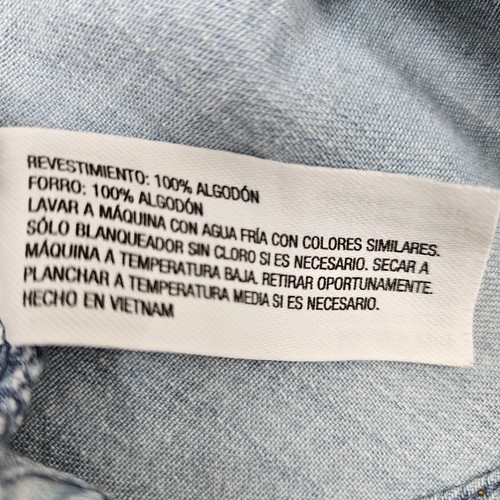 REVESTIMIENTO: 100% ALGODÓN
FORRO: 100% ALGODÓN
LAVAR A MÁQUINA CON AGUA FRÍA CON COLORES SIMILARES.
SÓLO BLANQUEADOR SIN CLORO SI ES NECESARIO. SECAR A
MÁQUINA A TEMPERATURA BAJA. RETIRAR OPORTUNAMENTE.
PLANCHAR A TEMPERATURA MEDIA SI ES NECESARIO.
HECHO EN VIETNAM